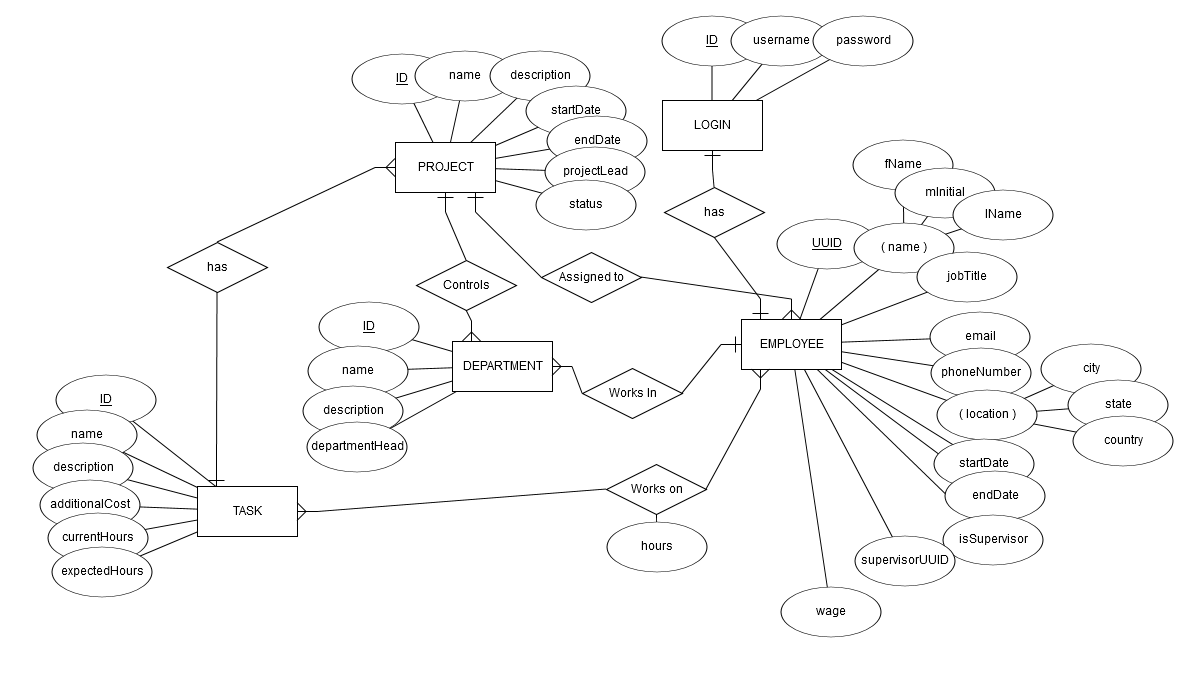 ID
username
password
LOGIN
has
ID
name
description
startDate
endDate
projectLead
status
PROJECT
has
Controls
Assigned to
fName
mInitial
lName
UUID
( name )
jobTitle
email
phoneNumber
( location )
city
state
country
startDate
endDate
isSupervisor
supervisorUUID
wage
EMPLOYEE
ID
name
description
departmentHead
DEPARTMENT
Works In
ID
name
description
additionalCost
currentHours
expectedHours
TASK
Works on
hours